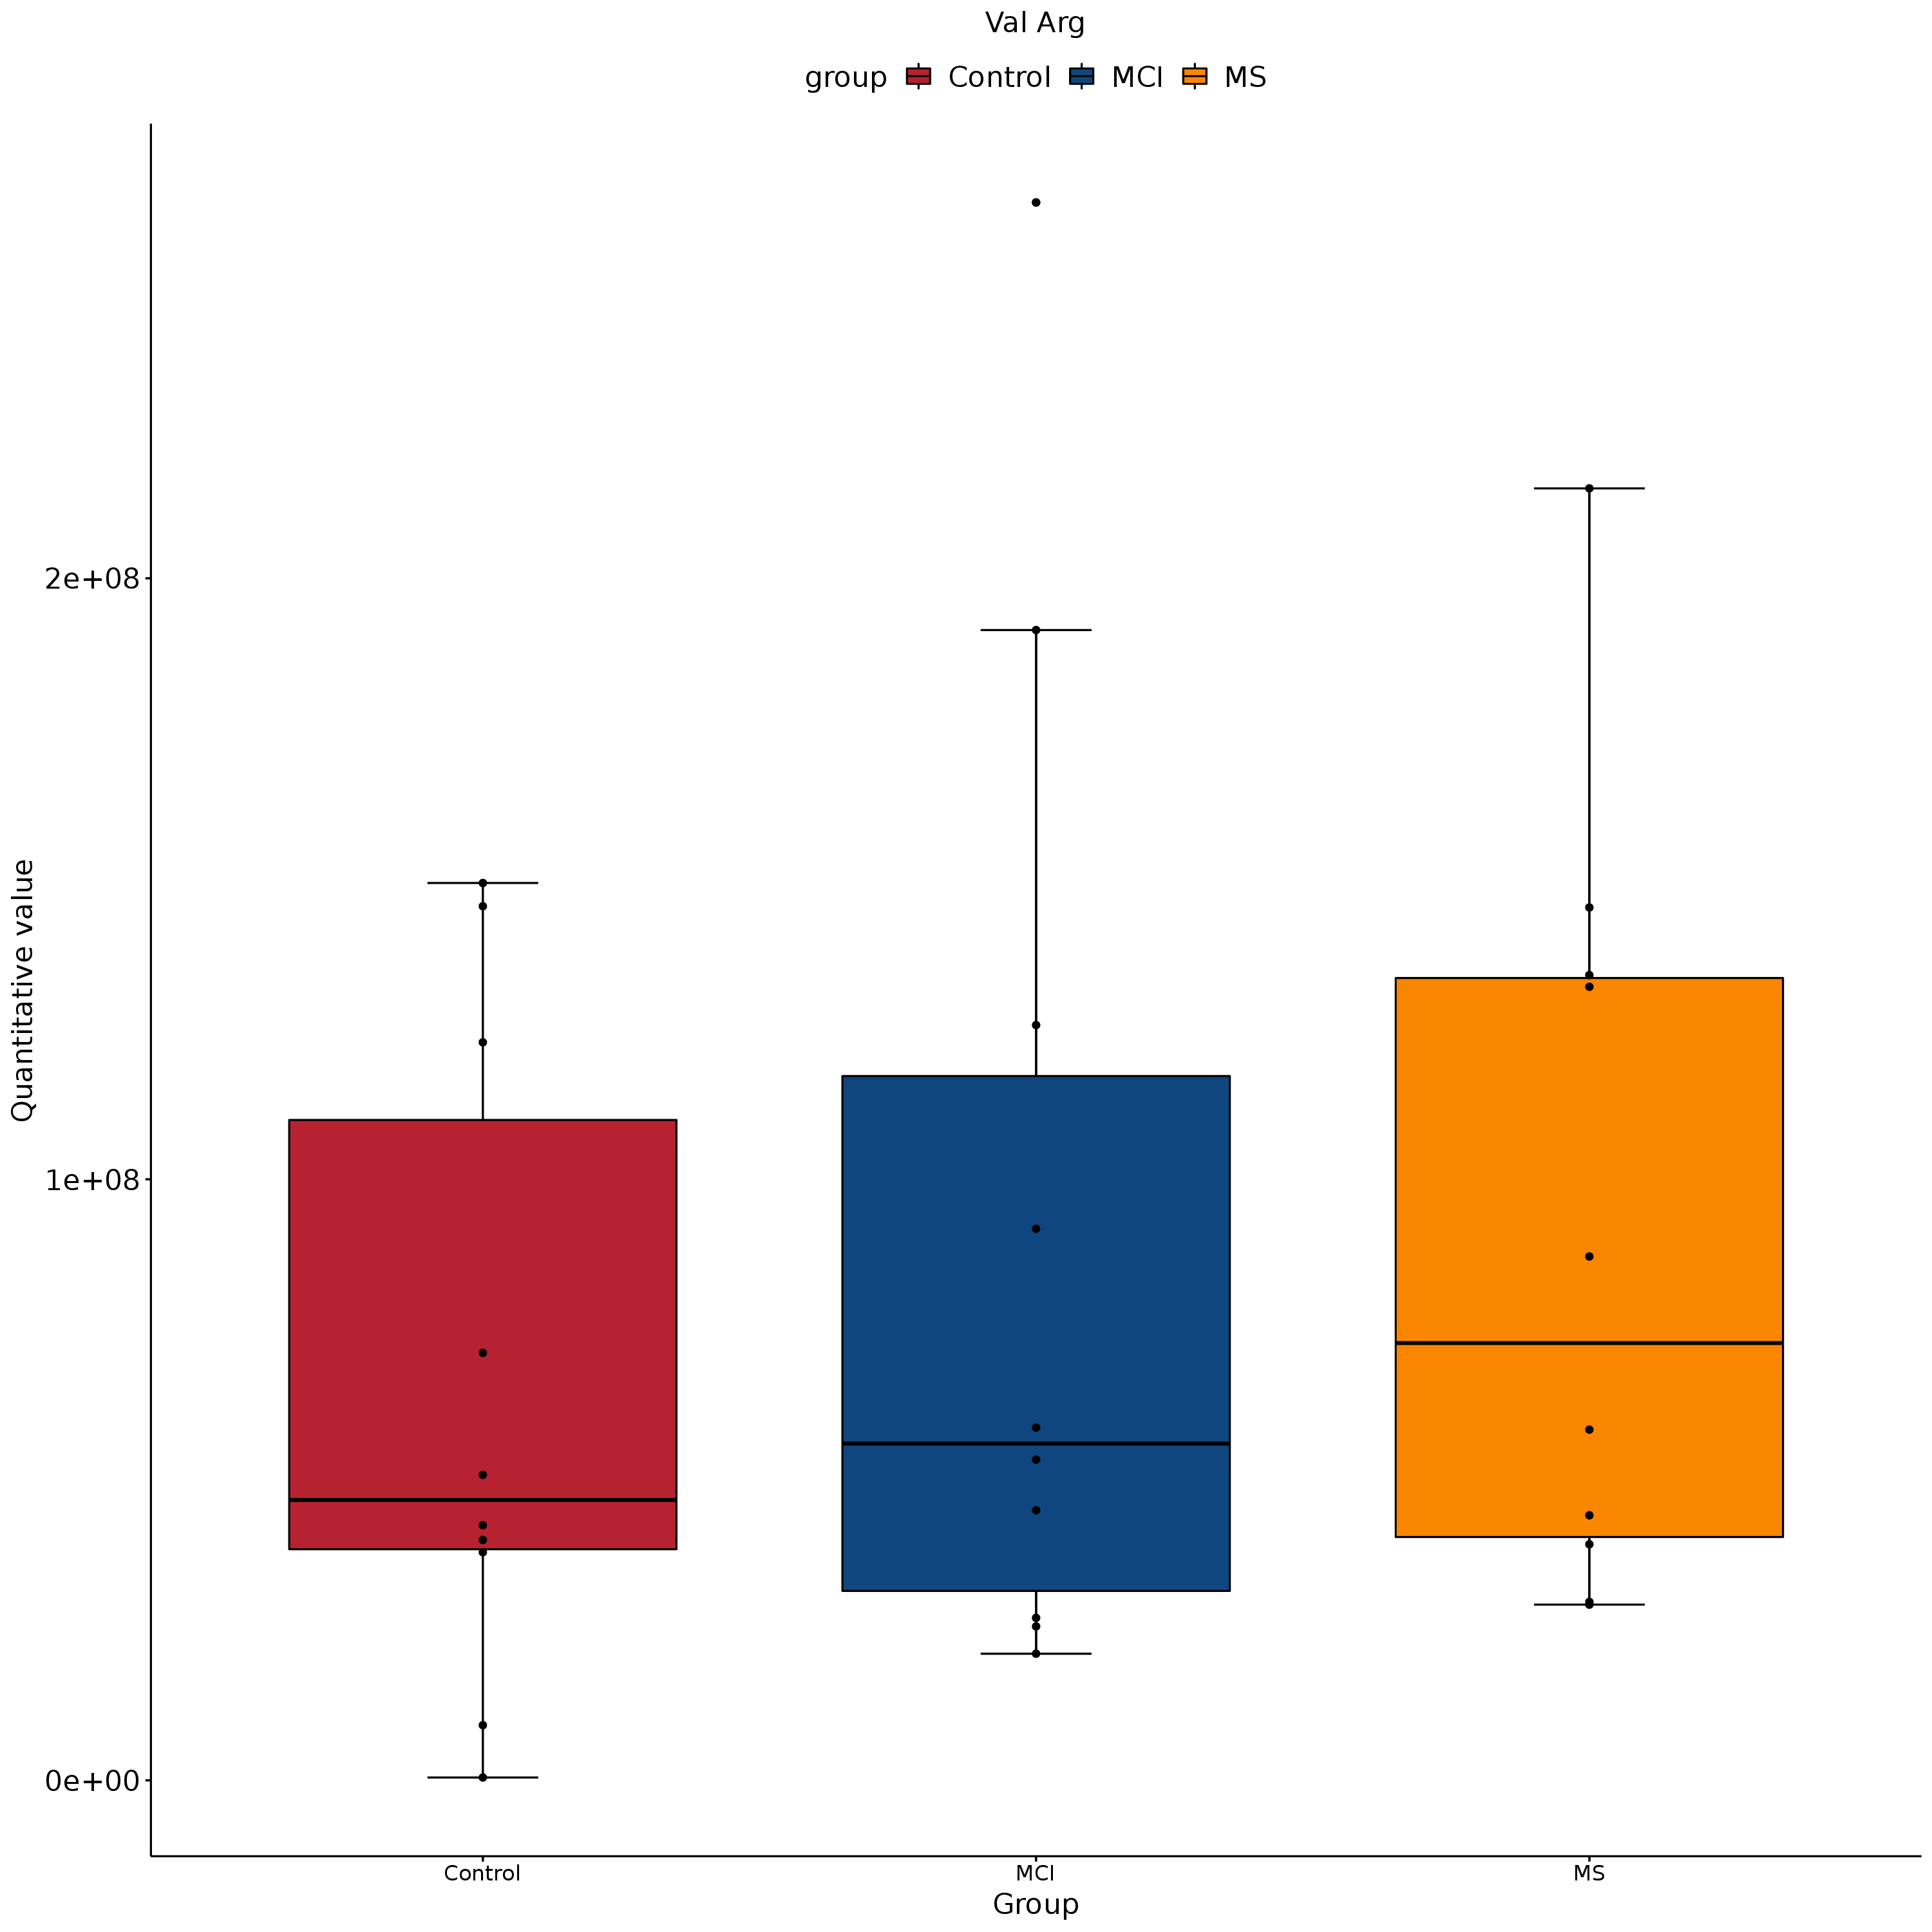 Val Arg
group Control MCI MS
Quantitative value
2e+08
1e+08
0e+00
Control MCI MS
Group